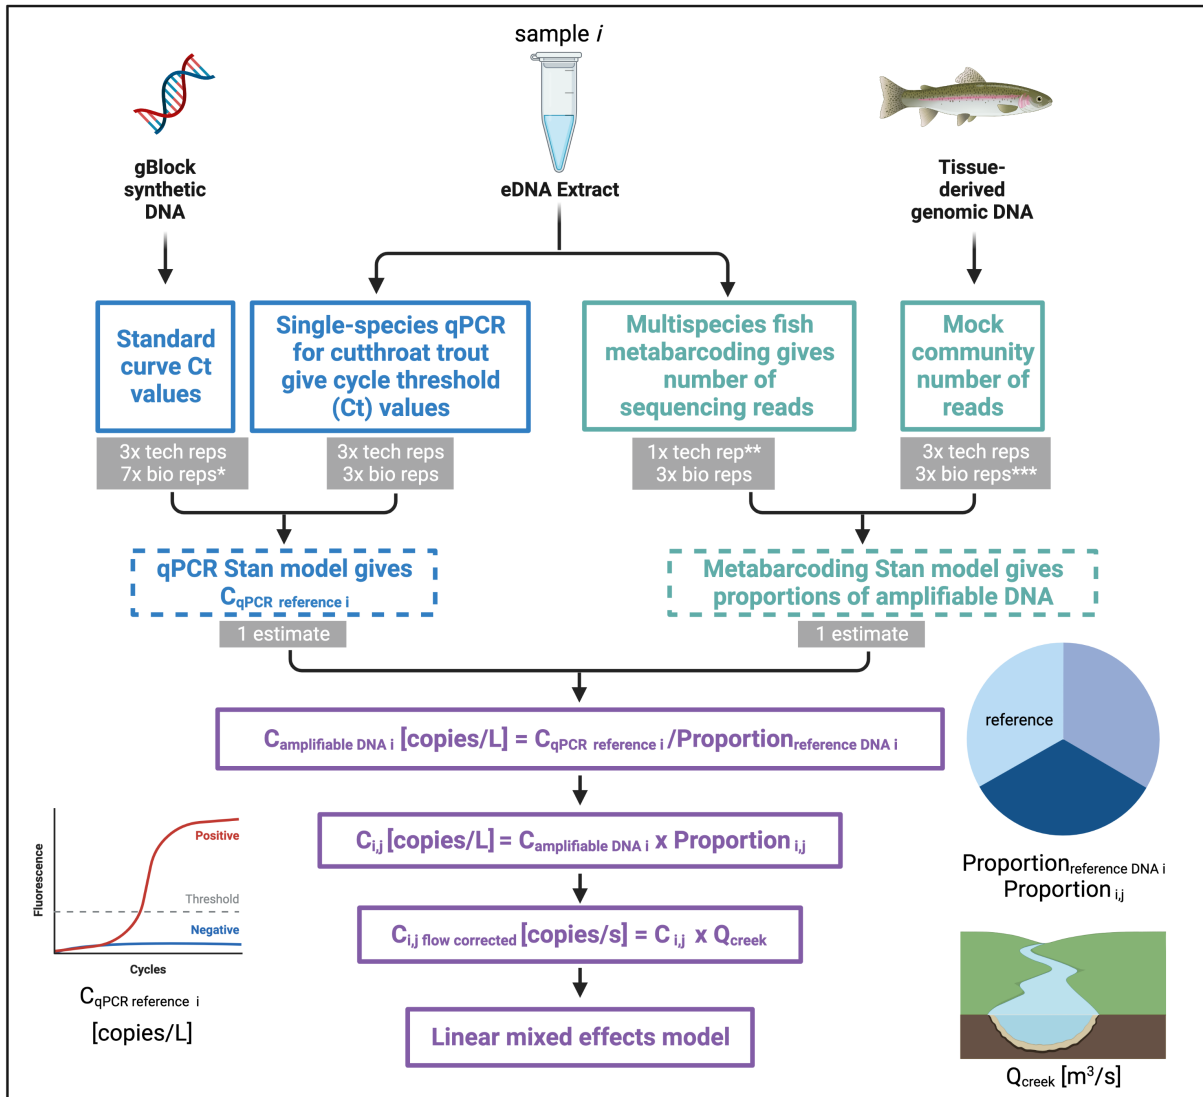 sample i
gBlock
synthetic
DNA
eDNA Extract
Tissue-
derived
genomic DNA
Standard
curve Ct
values
Single-species qPCR
for cutthroat trout
give cycle threshold
(Ct) values
Multispecies fish
metabarcoding gives
number of
sequencing reads
Mock
community
number of
reads
3x tech reps
7x bio reps*
3x tech reps
3x bio reps
1x tech rep**
3x bio reps
3x tech reps
3x bio reps***
qPCR Stan model gives
CqPCR reference i
Metabarcoding Stan model gives
proportions of amplifiable DNA
1 estimate
1 estimate
Camplifiable DNA i [copies/L] = CqPCR reference i /Proportionreference DNA i
reference
Ci,j [copies/L] = Camplifiable DNA i x Proportion i,j
Proportionreference DNA i
Proportion i,j
Ci,j flow corrected [copies/s] = C i,j x Qcreek
Linear mixed effects model
Fluorescence
Positive
Threshold
Negative
Cycles
CqPCR reference i
[copies/L]
Qcreek [m³/s]